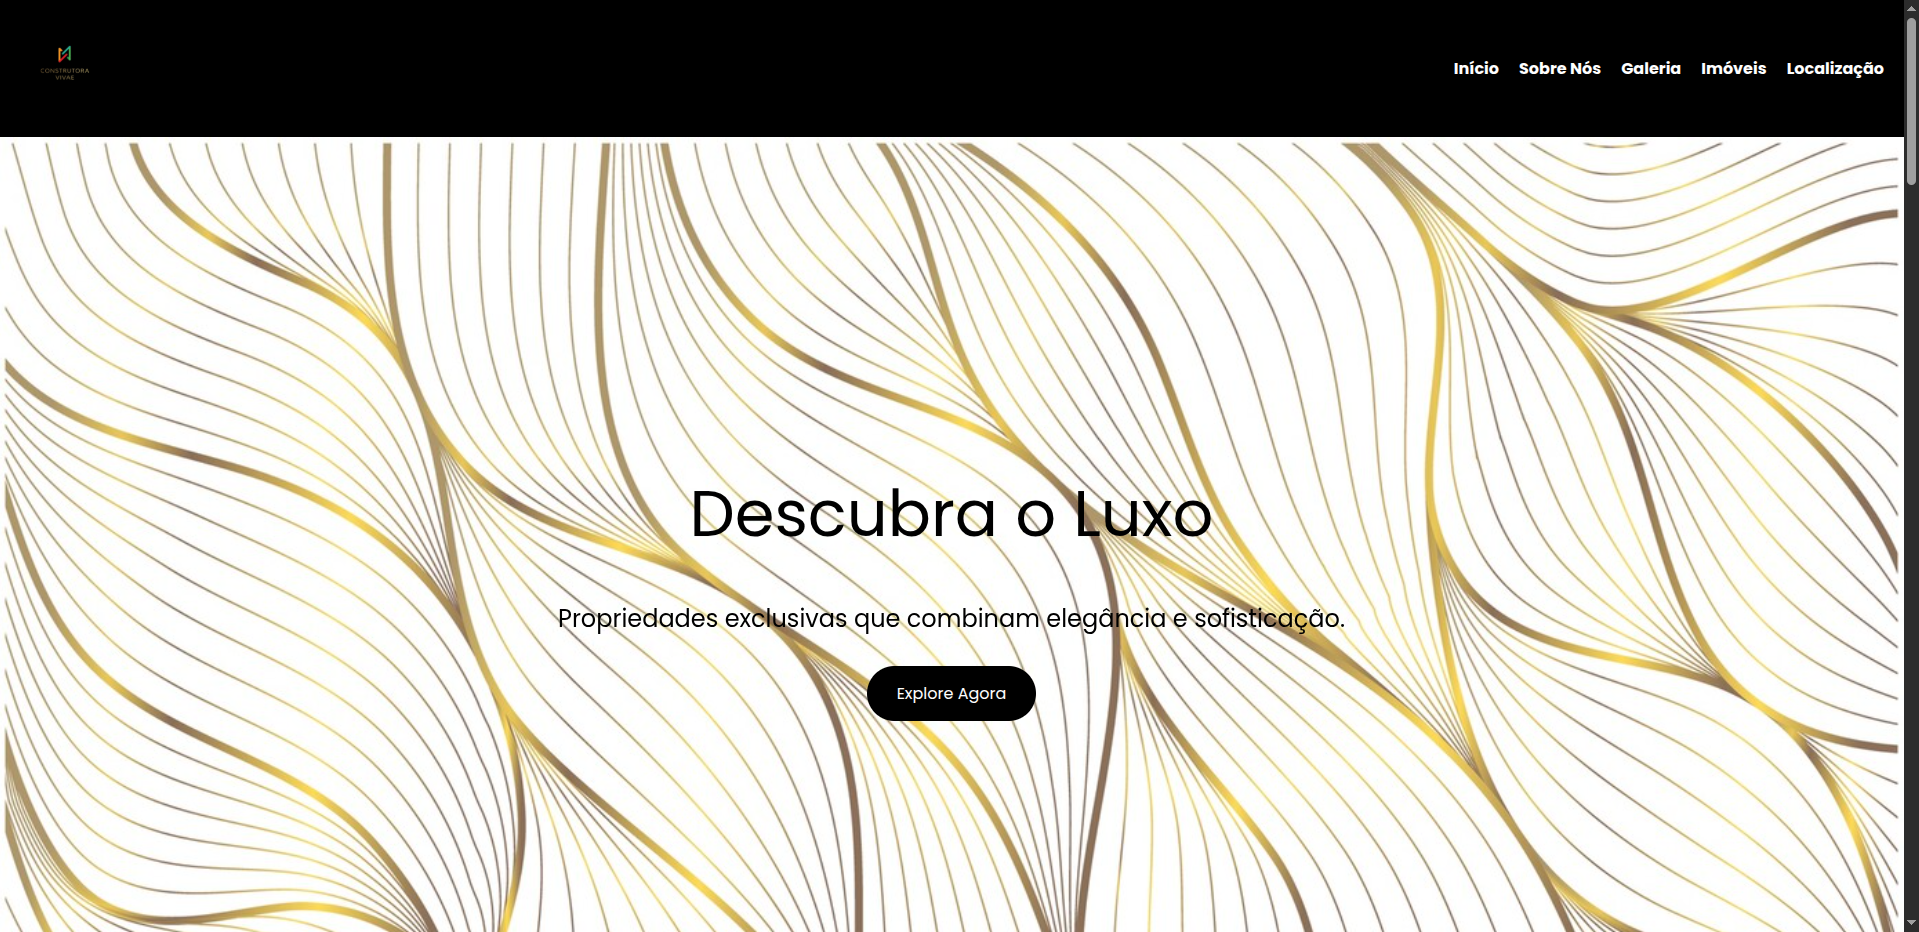 CONSTRUTORA
VIVAE
Início Sobre Nós Galeria Imóveis Localização
Descubra o Luxo
Propriedades exclusivas que combinam elegância e sofisticação.
Explore Agora